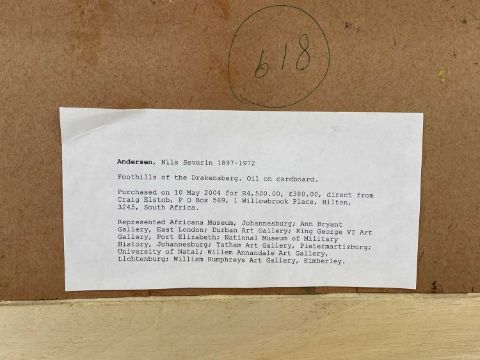 618
Andersen, Nils Severin 1897-1972
Foothills of the Drakensberg. Oil on cardboard.
Purchased on 10 May 2004 for R4,500.00, £380.00, direct from
Craig Elstob, P O Box 569, 1 Willowbrook Place, Hilton,
3245, South Africa.
Represented Africana Museum, Johannesburg; Ann Bryant
Gallery, East London; Durban Art Gallery; King George VI Art
Gallery, Port Elizabeth; National Museum of Military
History, Johannesburg; Tatham Art Gallery, Pietermartizburg;
University of Natal; Willem Annandale Art Gallery,
Lichtenburg; William Humphreys Art Gallery, Kimberley.